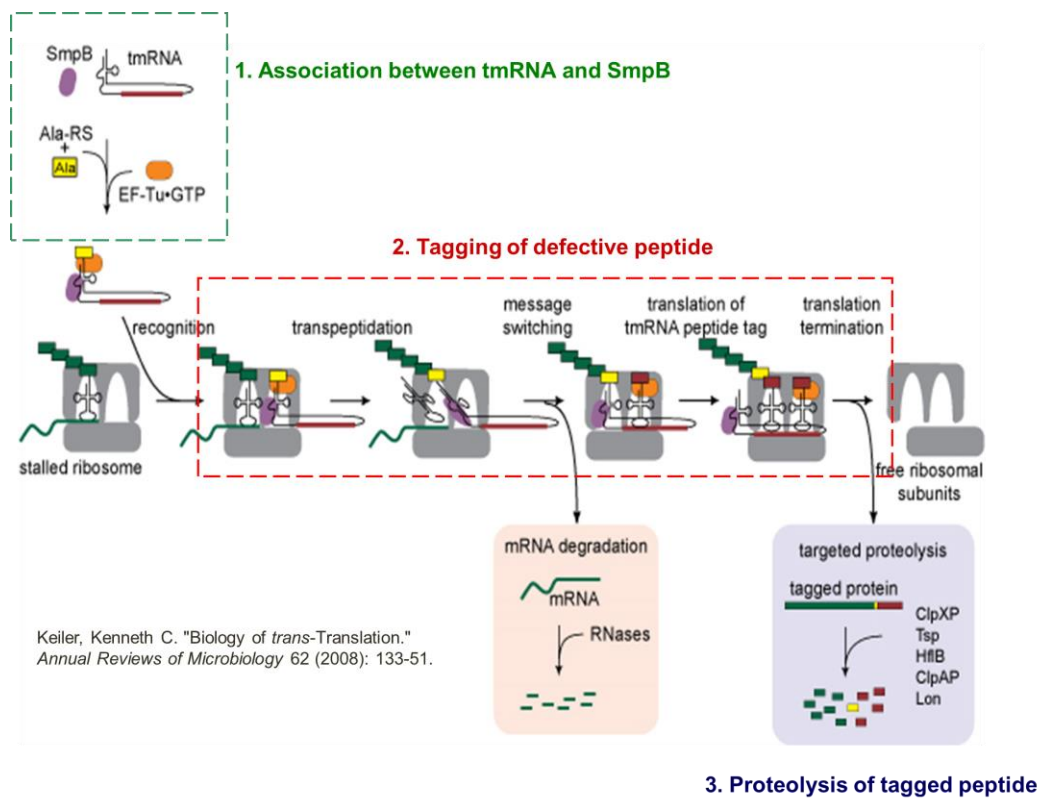 SmpB
tmRNA
1. Association between tmRNA and SmpB
Ala-RS
+
Ala
EF-Tu•GTP
2. Tagging of defective peptide
recognition
transpeptidation
message
switching
translation of
tmRNA peptide tag
translation
termination
stalled ribosome
free ribosomal
subunits
mRNA degradation
mRNA
RNases
targeted proteolysis
tagged protein
ClpXP
Tsp
HflB
ClpAP
Lon
Keiler, Kenneth C. "Biology of trans-Translation."
Annual Reviews of Microbiology 62 (2008): 133-51.
3. Proteolysis of tagged peptide